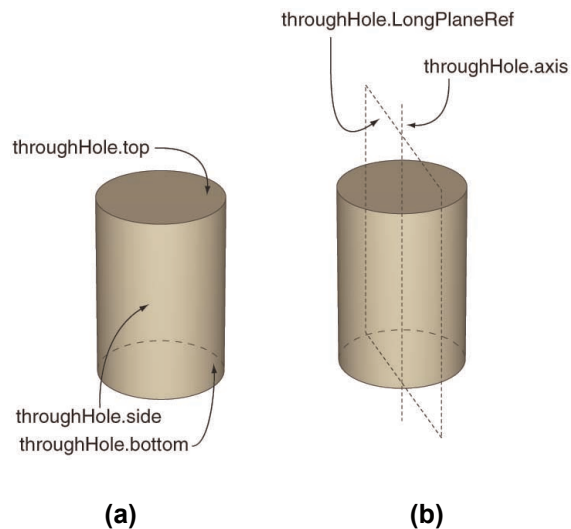 throughHole.LongPlaneRef
throughHole.axis
throughHole.top
throughHole.side
throughHole.bottom
(a)
(b)